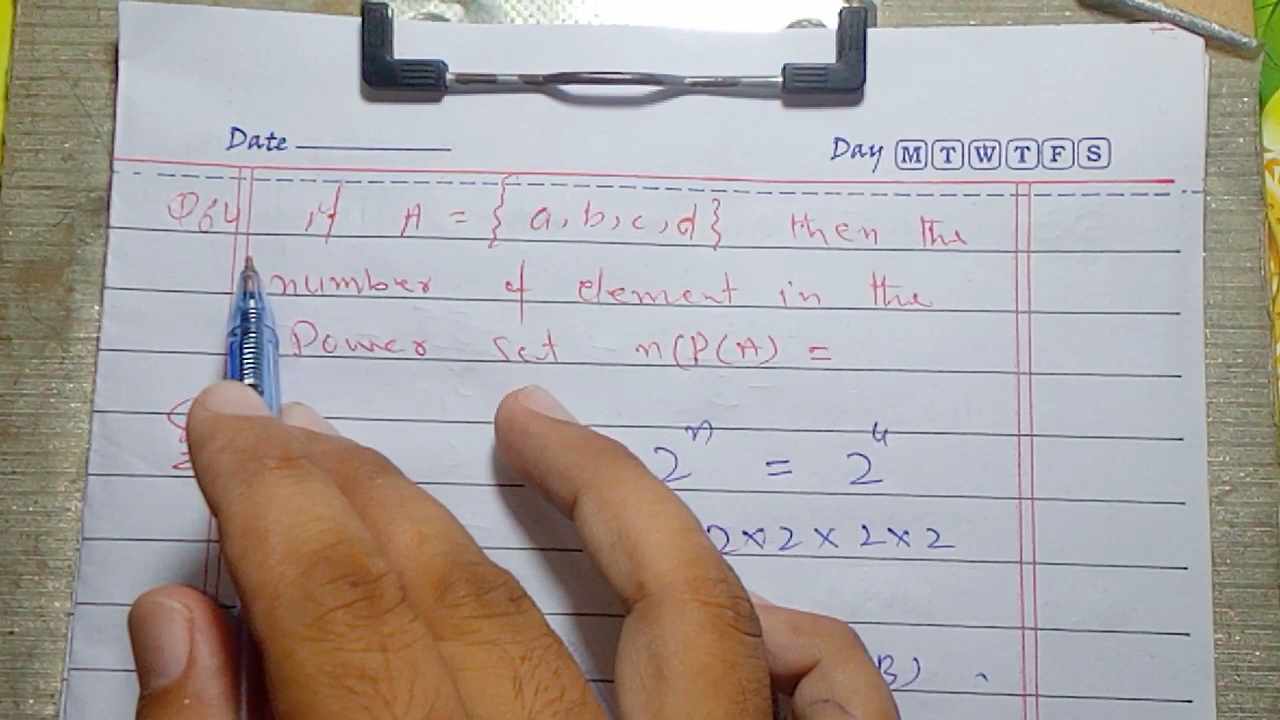 Date
Day M T W T F S
Q64 if A = { a, b, c, d } then the
number of element in the
Power set n(P(A) =
2ⁿ = 2⁴
2 × 2 × 2 × 2
B)